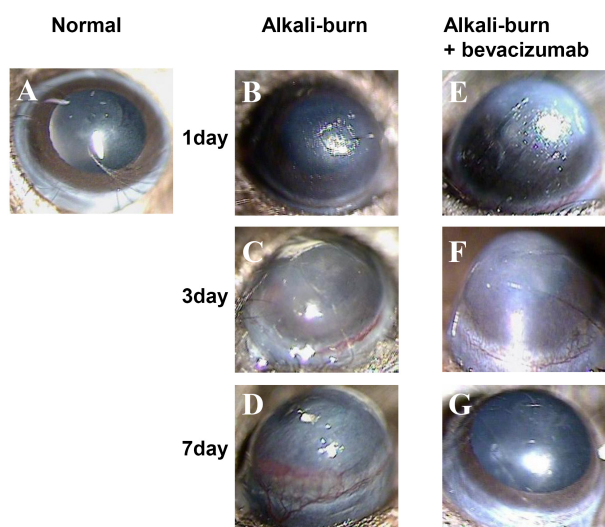 Normal
Alkali-burn
Alkali-burn
+ bevacizumab
A
B
E
1day
C
F
3day
D
G
7day